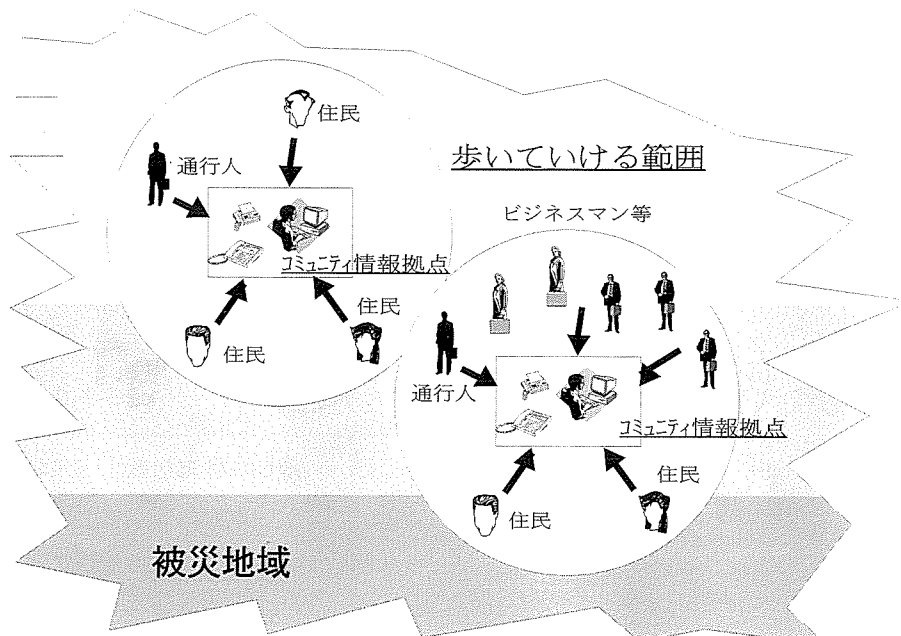 住民
通行人
歩いていける範囲
ビジネスマン等
コミュニティ情報拠点
住民
住民
通行人
コミュニティ情報拠点
住民
住民
被災地域